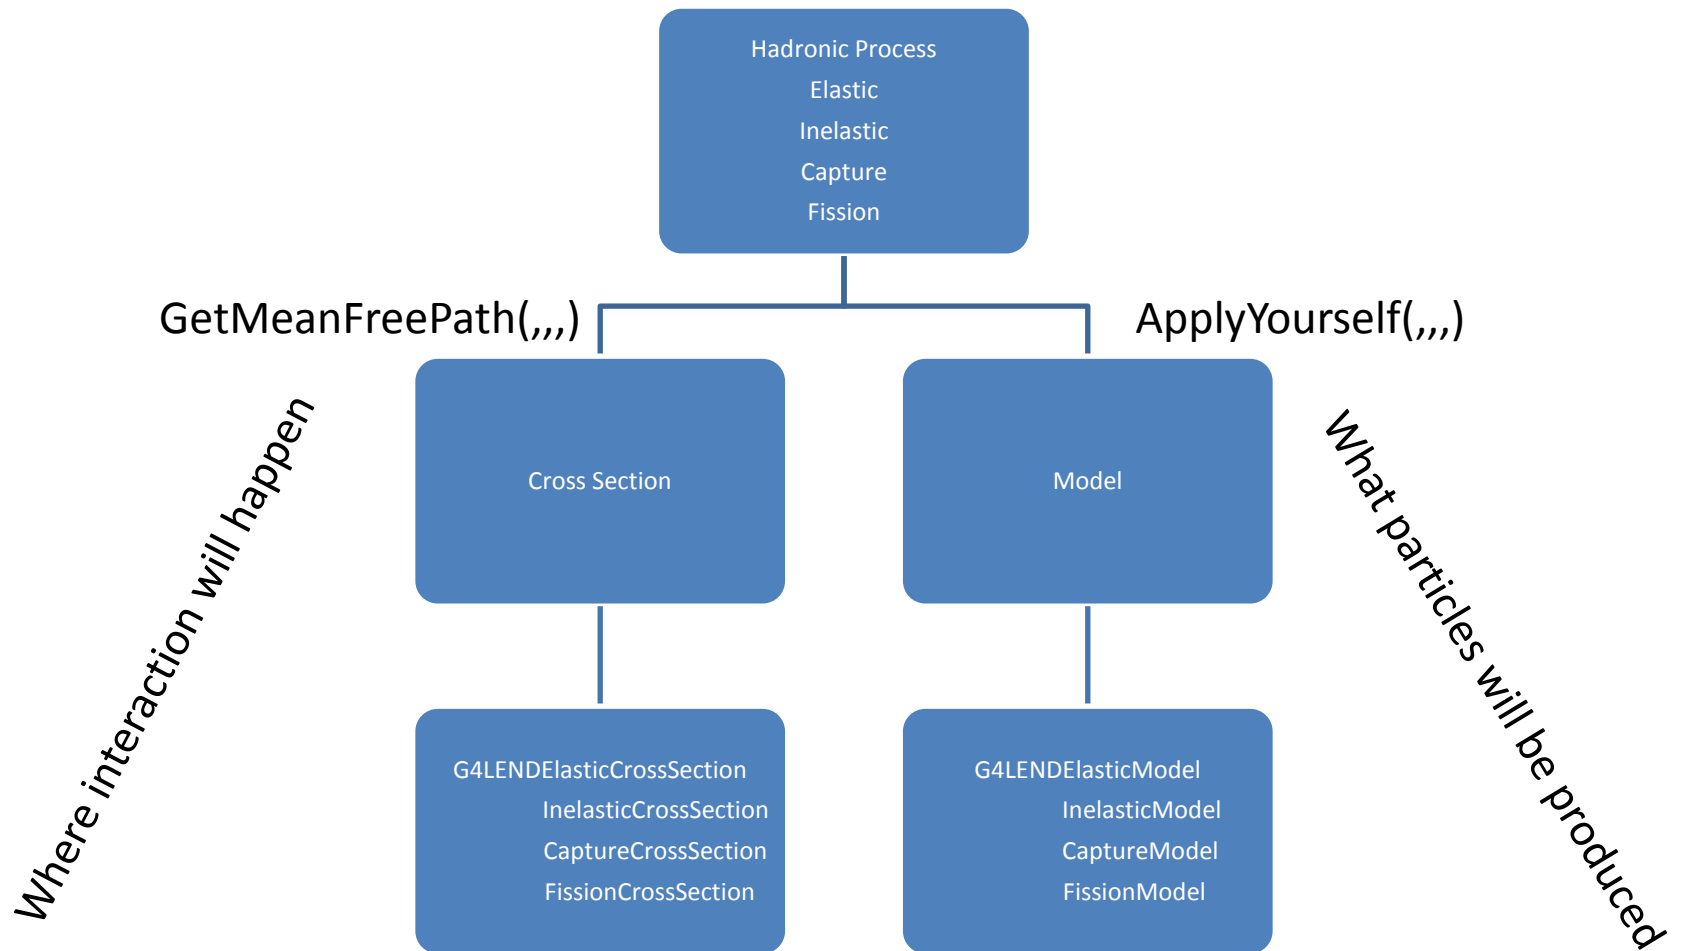 Hadronic Process
Elastic
Inelastic
Capture
Fission
GetMeanFreePath(,,,)
ApplyYourself(,,,)
Where interaction will happen
Cross Section
Model
What particles will be produced
G4LENDElasticCrossSection
InelasticCrossSection
CaptureCrossSection
FissionCrossSection
G4LENDElasticModel
InelasticModel
CaptureModel
FissionModel